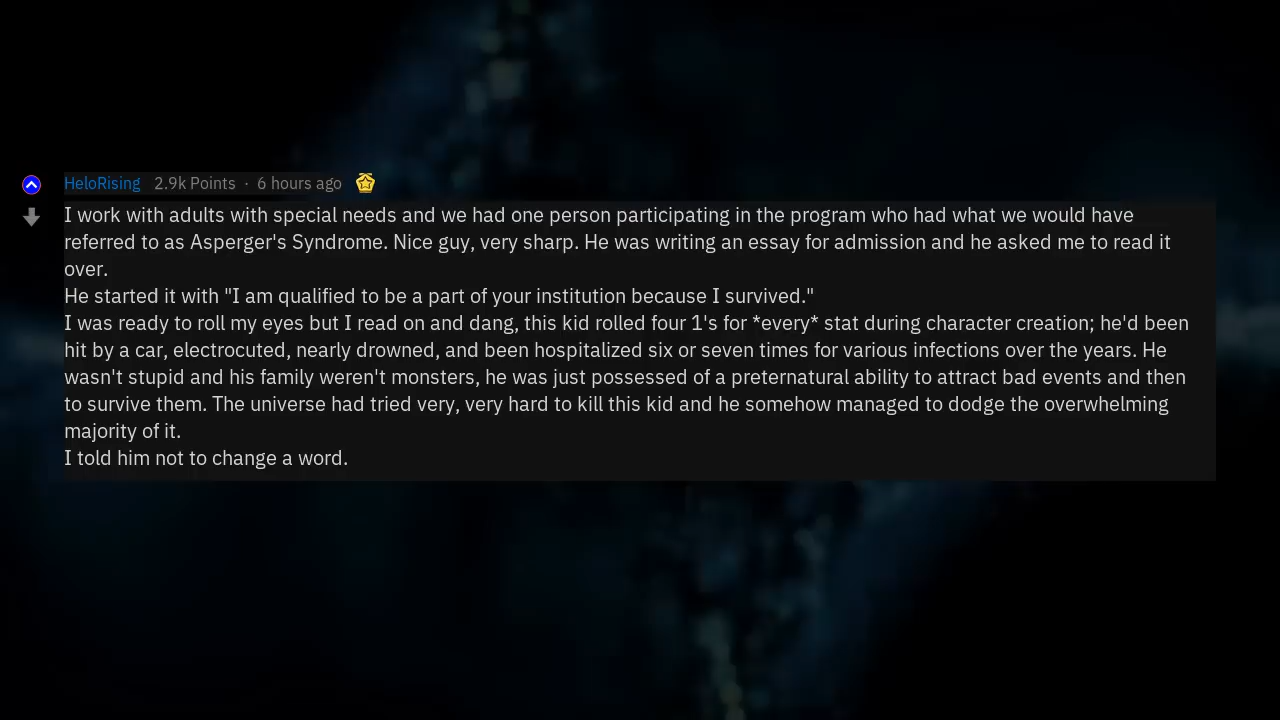 HeloRising 2.9k Points · 6 hours ago
I work with adults with special needs and we had one person participating in the program who had what we would have
referred to as Asperger's Syndrome. Nice guy, very sharp. He was writing an essay for admission and he asked me to read it
over.
He started it with "I am qualified to be a part of your institution because I survived."
I was ready to roll my eyes but I read on and dang, this kid rolled four 1's for *every* stat during character creation; he'd been
hit by a car, electrocuted, nearly drowned, and been hospitalized six or seven times for various infections over the years. He
wasn't stupid and his family weren't monsters, he was just possessed of a preternatural ability to attract bad events and then
to survive them. The universe had tried very, very hard to kill this kid and he somehow managed to dodge the overwhelming
majority of it.
I told him not to change a word.